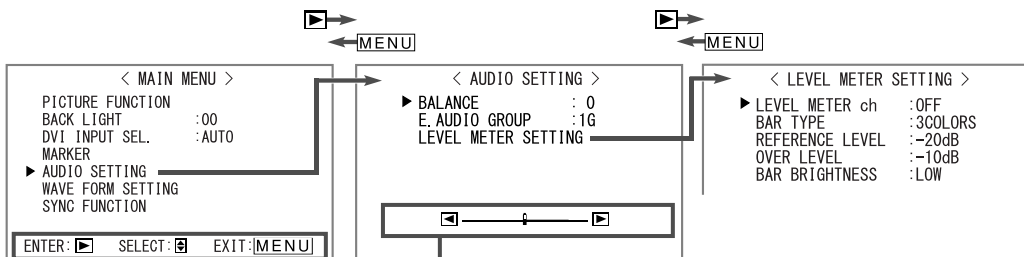 MENU
MENU
< MAIN MENU >
PICTURE FUNCTION
BACK LIGHT :00
DVI INPUT SEL. :AUTO
MARKER
AUDIO SETTING
WAVE FORM SETTING
SYNC FUNCTION
ENTER: SELECT: EXIT:MENU
< AUDIO SETTING >
BALANCE : 0
E.AUDIO GROUP :1G
LEVEL METER SETTING
< LEVEL METER SETTING >
LEVEL METER ch :OFF
BAR TYPE :3COLORS
REFERENCE LEVEL :-20dB
OVER LEVEL :-10dB
BAR BRIGHTNESS :LOW